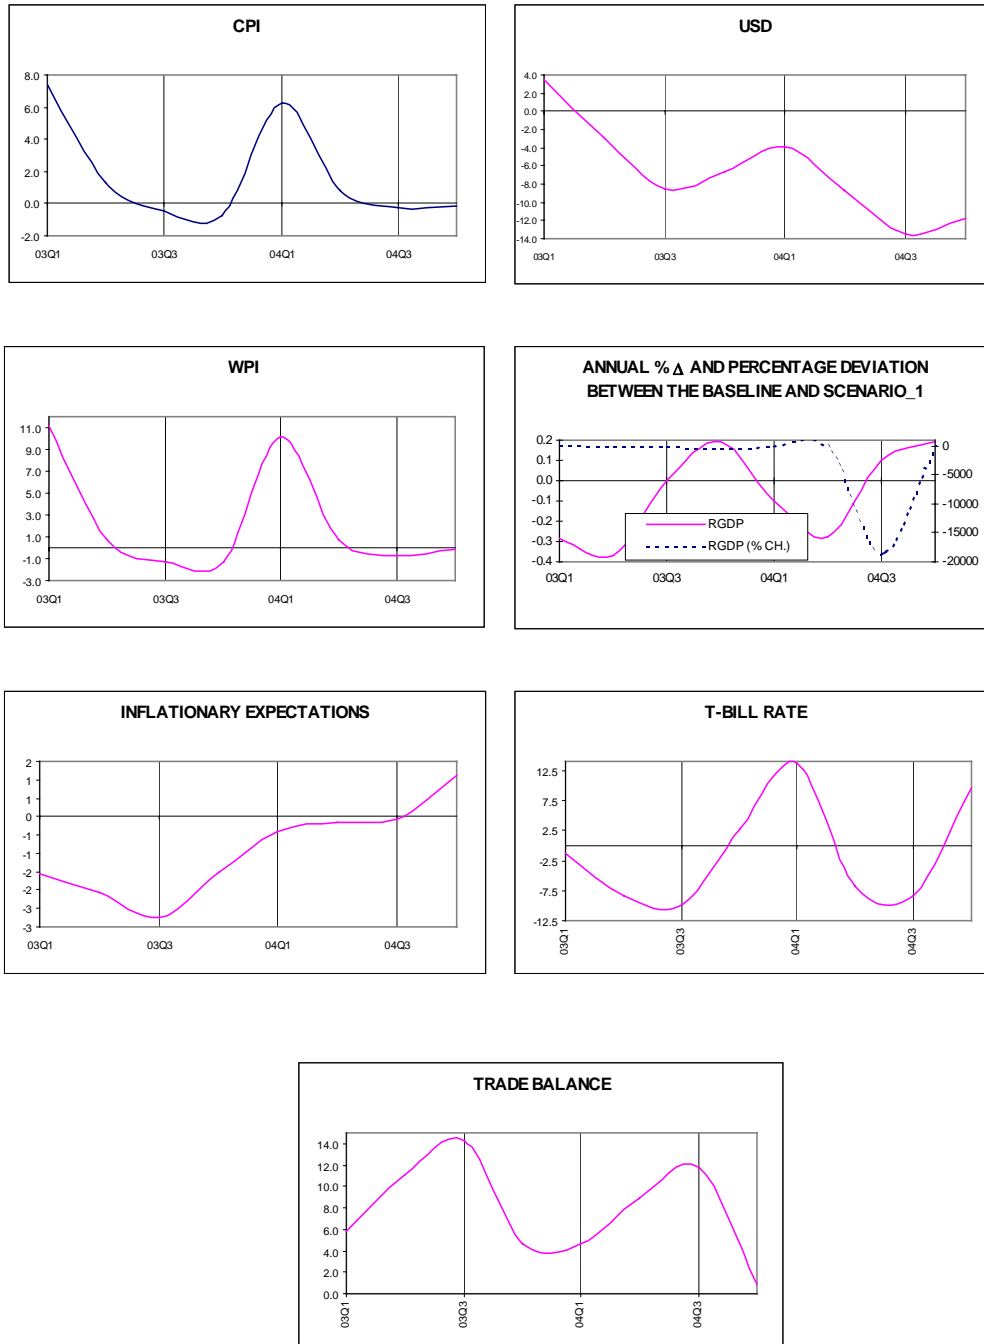 CPI
8.0
6.0
4.0
2.0
0.0
-2.0
03Q1
03Q3
04Q1
04Q3
USD
4.0
2.0
0.0
-2.0
-4.0
-6.0
-8.0
-10.0
-12.0
-14.0
03Q1
03Q3
04Q1
04Q3
WPI
11.0
9.0
7.0
5.0
3.0
1.0
-1.0
-3.0
03Q1
03Q3
04Q1
04Q3
ANNUAL % Δ AND PERCENTAGE DEVIATION
BETWEEN THE BASELINE AND SCENARIO_1
0.2
0.1
0.0
-0.1
-0.2
-0.3
-0.4
0
-5000
-10000
-15000
-20000
RGDP
RGDP (% CH.)
03Q1
03Q3
04Q1
04Q3
INFLATIONARY EXPECTATIONS
2
1
1
0
-1
-1
-2
-2
-3
-3
03Q1
03Q3
04Q1
04Q3
T-BILL RATE
12.5
7.5
2.5
-2.5
-7.5
-12.5
03Q1
03Q3
04Q1
04Q3
TRADE BALANCE
14.0
12.0
10.0
8.0
6.0
4.0
2.0
0.0
03Q1
03Q3
04Q1
04Q3